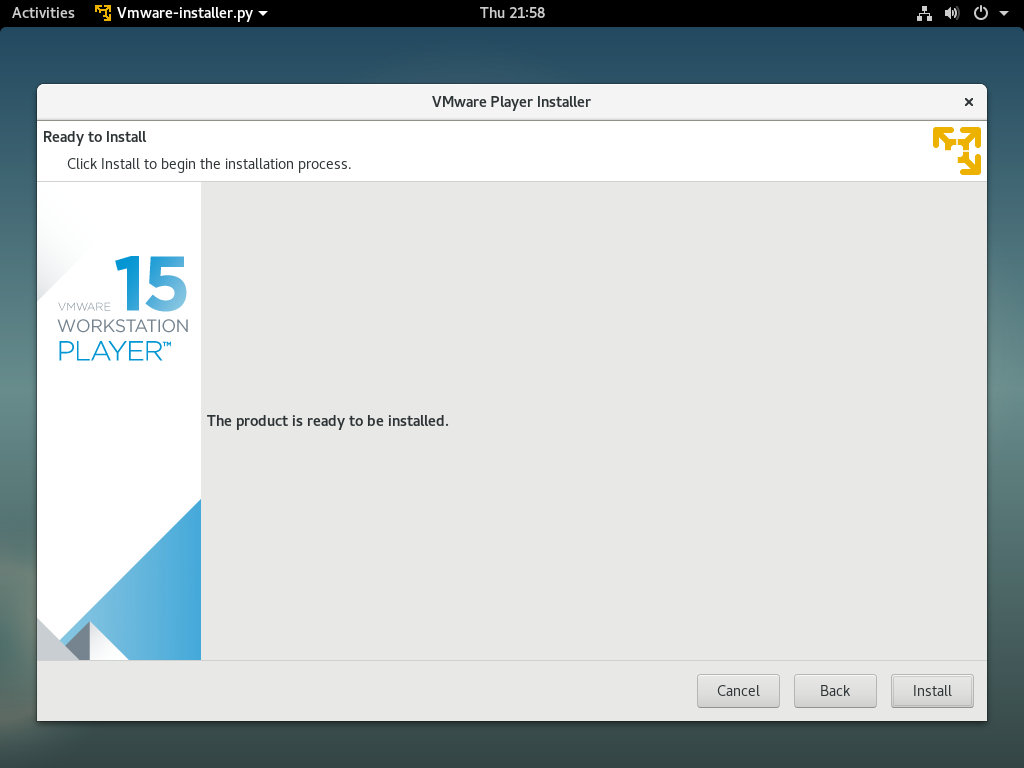 Activities Vmware-installer.py Thu 21:58
VMware Player Installer
Ready to Install
Click Install to begin the installation process.
15
VMWARE
WORKSTATION
PLAYER™
The product is ready to be installed.
Cancel Back Install